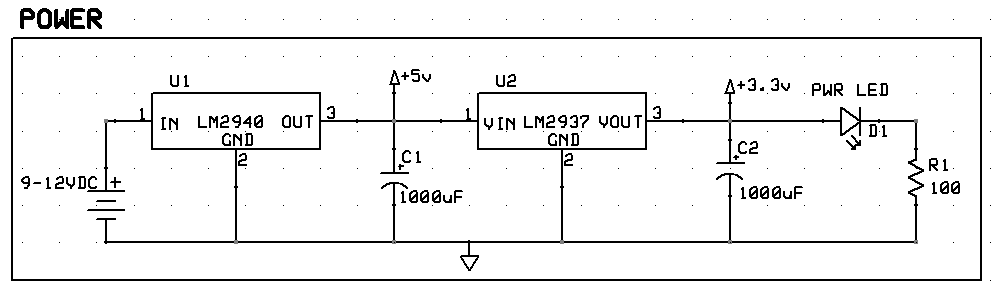 POWER
U1
+5v
U2
+3.3v
PWR LED
1 IN LM2940 OUT 3
GND
2
1 VIN LM2937 VOUT 3
GND
2
D1
C1
1000uF
C2
1000uF
9-12VDC +
R1
100